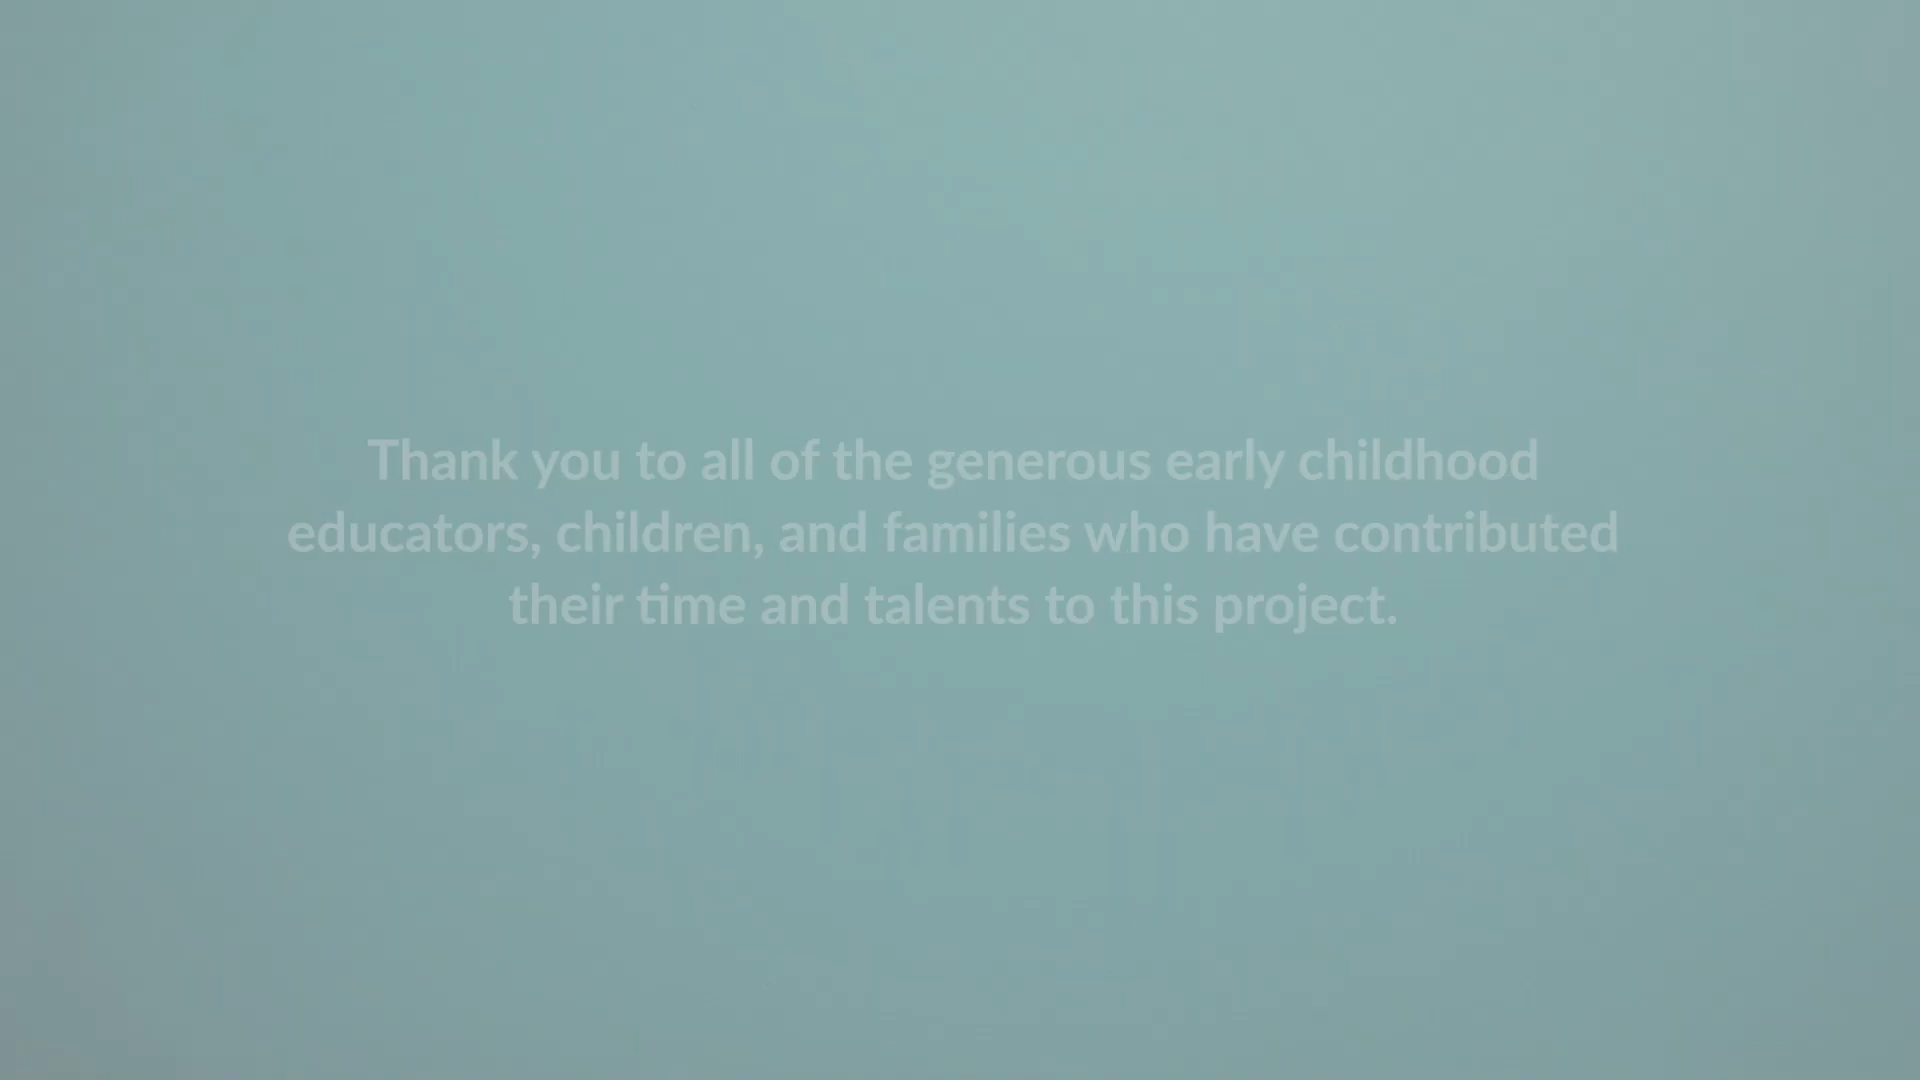 Thank you to all of the generous early childhood
educators, children, and families who have contributed
their time and talents to this project.